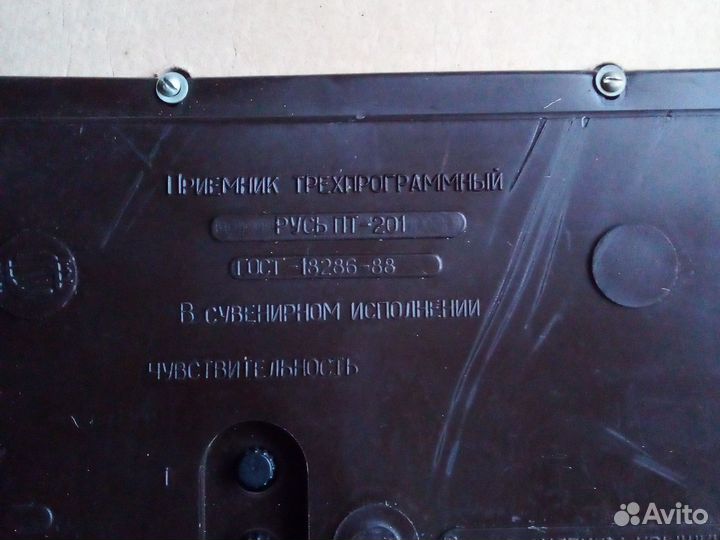 Приемник трехпрограммный
РУСЬ ПТ-201
ГОСТ-18286-88
В сувенирном исполнении
ЧУВСТВИТЕЛЬНОСТЬ
Avito